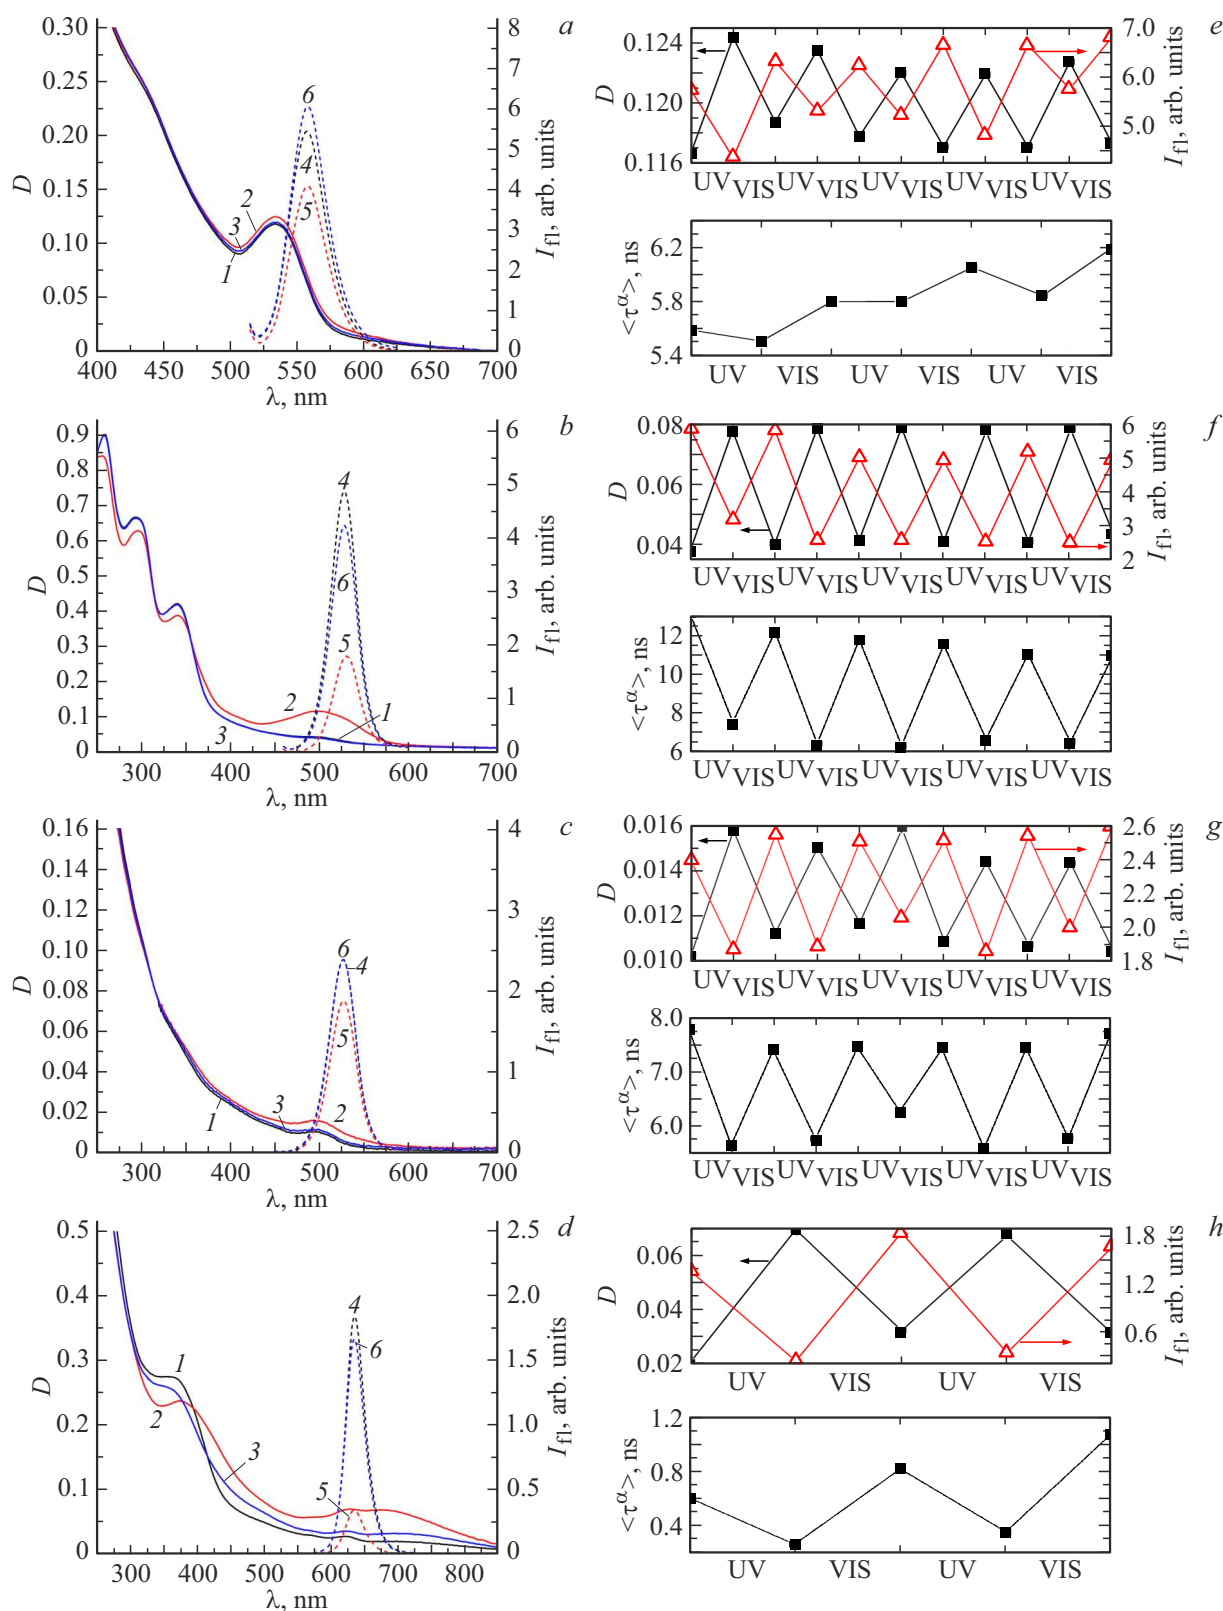 a
0.30
0.25
0.20
0.15
0.10
0.05
0
D
8
7
6
5
4
3
2
1
0
I_fl, arb. units
6
4
5
2
3
1
400 450 500 550 600 650 700
λ, nm
b
0.9
0.8
0.7
0.6
0.5
0.4
0.3
0.2
0.1
0
D
6
5
4
3
2
1
0
I_fl, arb. units
4
6
5
2
1
3
300 400 500 600 700
λ, nm
c
0.16
0.14
0.12
0.10
0.08
0.06
0.04
0.02
0
D
4
3
2
1
0
I_fl, arb. units
6
4
5
3
2
1
300 400 500 600 700
λ, nm
d
0.5
0.4
0.3
0.2
0.1
0
D
2.5
2.0
1.5
1.0
0.5
0
I_fl, arb. units
4
6
1
2
3
5
300 400 500 600 700 800
λ, nm
e
0.124
0.120
0.116
D
7.0
6.0
5.0
I_fl, arb. units
UV VIS UV VIS UV VIS UV VIS UV VIS
6.2
5.8
5.4
<τ^α>, ns
UV VIS UV VIS UV VIS
f
0.08
0.06
0.04
D
6
5
4
3
2
I_fl, arb. units
UV VIS UV VIS UV VIS UV VIS UV VIS
12
10
8
6
<τ^α>, ns
UV VIS UV VIS UV VIS UV VIS UV VIS
g
0.016
0.014
0.012
0.010
D
2.6
2.4
2.2
2.0
1.8
I_fl, arb. units
UV VIS UV VIS UV VIS UV VIS UV VIS
8.0
7.0
6.0
<τ^α>, ns
UV VIS UV VIS UV VIS UV VIS UV VIS
h
0.06
0.04
0.02
D
1.8
1.2
0.6
I_fl, arb. units
UV VIS UV VIS
1.2
0.8
0.4
<τ^α>, ns
UV VIS UV VIS